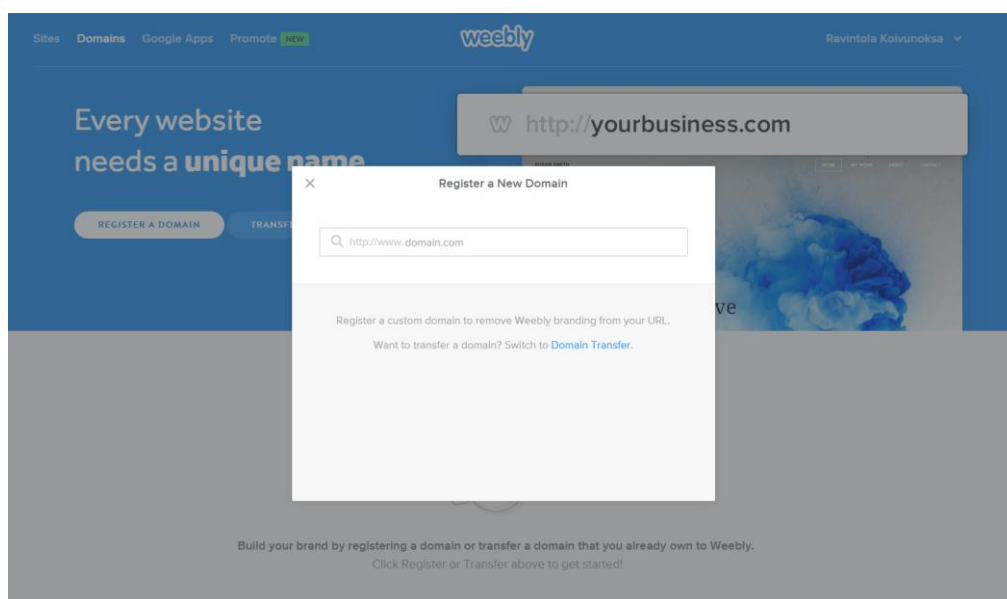 Sites Domains Google Apps Promote NEW weebly Ravintola Koivunoksa
Every website
needs a unique name
http://yourbusiness.com
REGISTER A DOMAIN
Register a New Domain
http://www.domain.com
Register a custom domain to remove Weebly branding from your URL.
Want to transfer a domain? Switch to Domain Transfer.
Build your brand by registering a domain or transfer a domain that you already own to Weebly.
Click Register or Transfer above to get started!